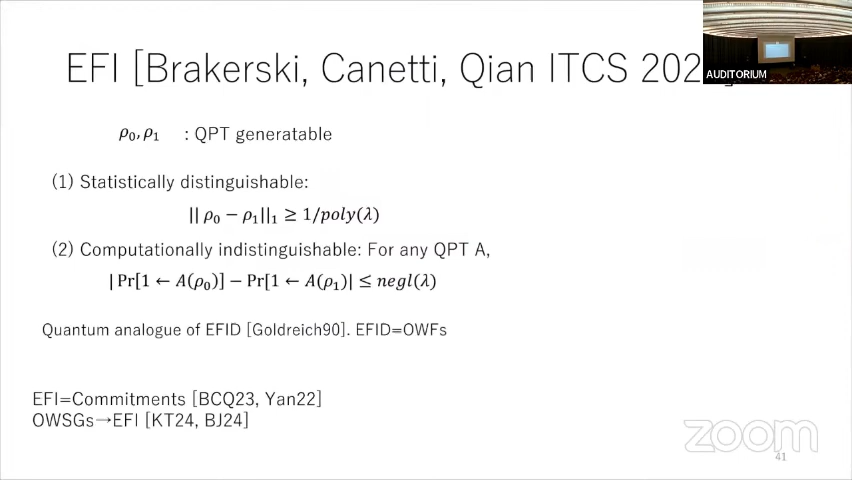 EFI [Brakerski, Canetti, Qian ITCS 202
AUDITORIUM
ρ₀, ρ₁ : QPT generatable
(1) Statistically distinguishable:
|| ρ₀ − ρ₁||₁ ≥ 1/poly(λ)
(2) Computationally indistinguishable: For any QPT A,
| Pr[1 ← A(ρ₀)] − Pr[1 ← A(ρ₁)| ≤ negl(λ)
Quantum analogue of EFID [Goldreich90]. EFID=OWFs
EFI=Commitments [BCQ23, Yan22]
OWSGs→EFI [KT24, BJ24]
zoom
41